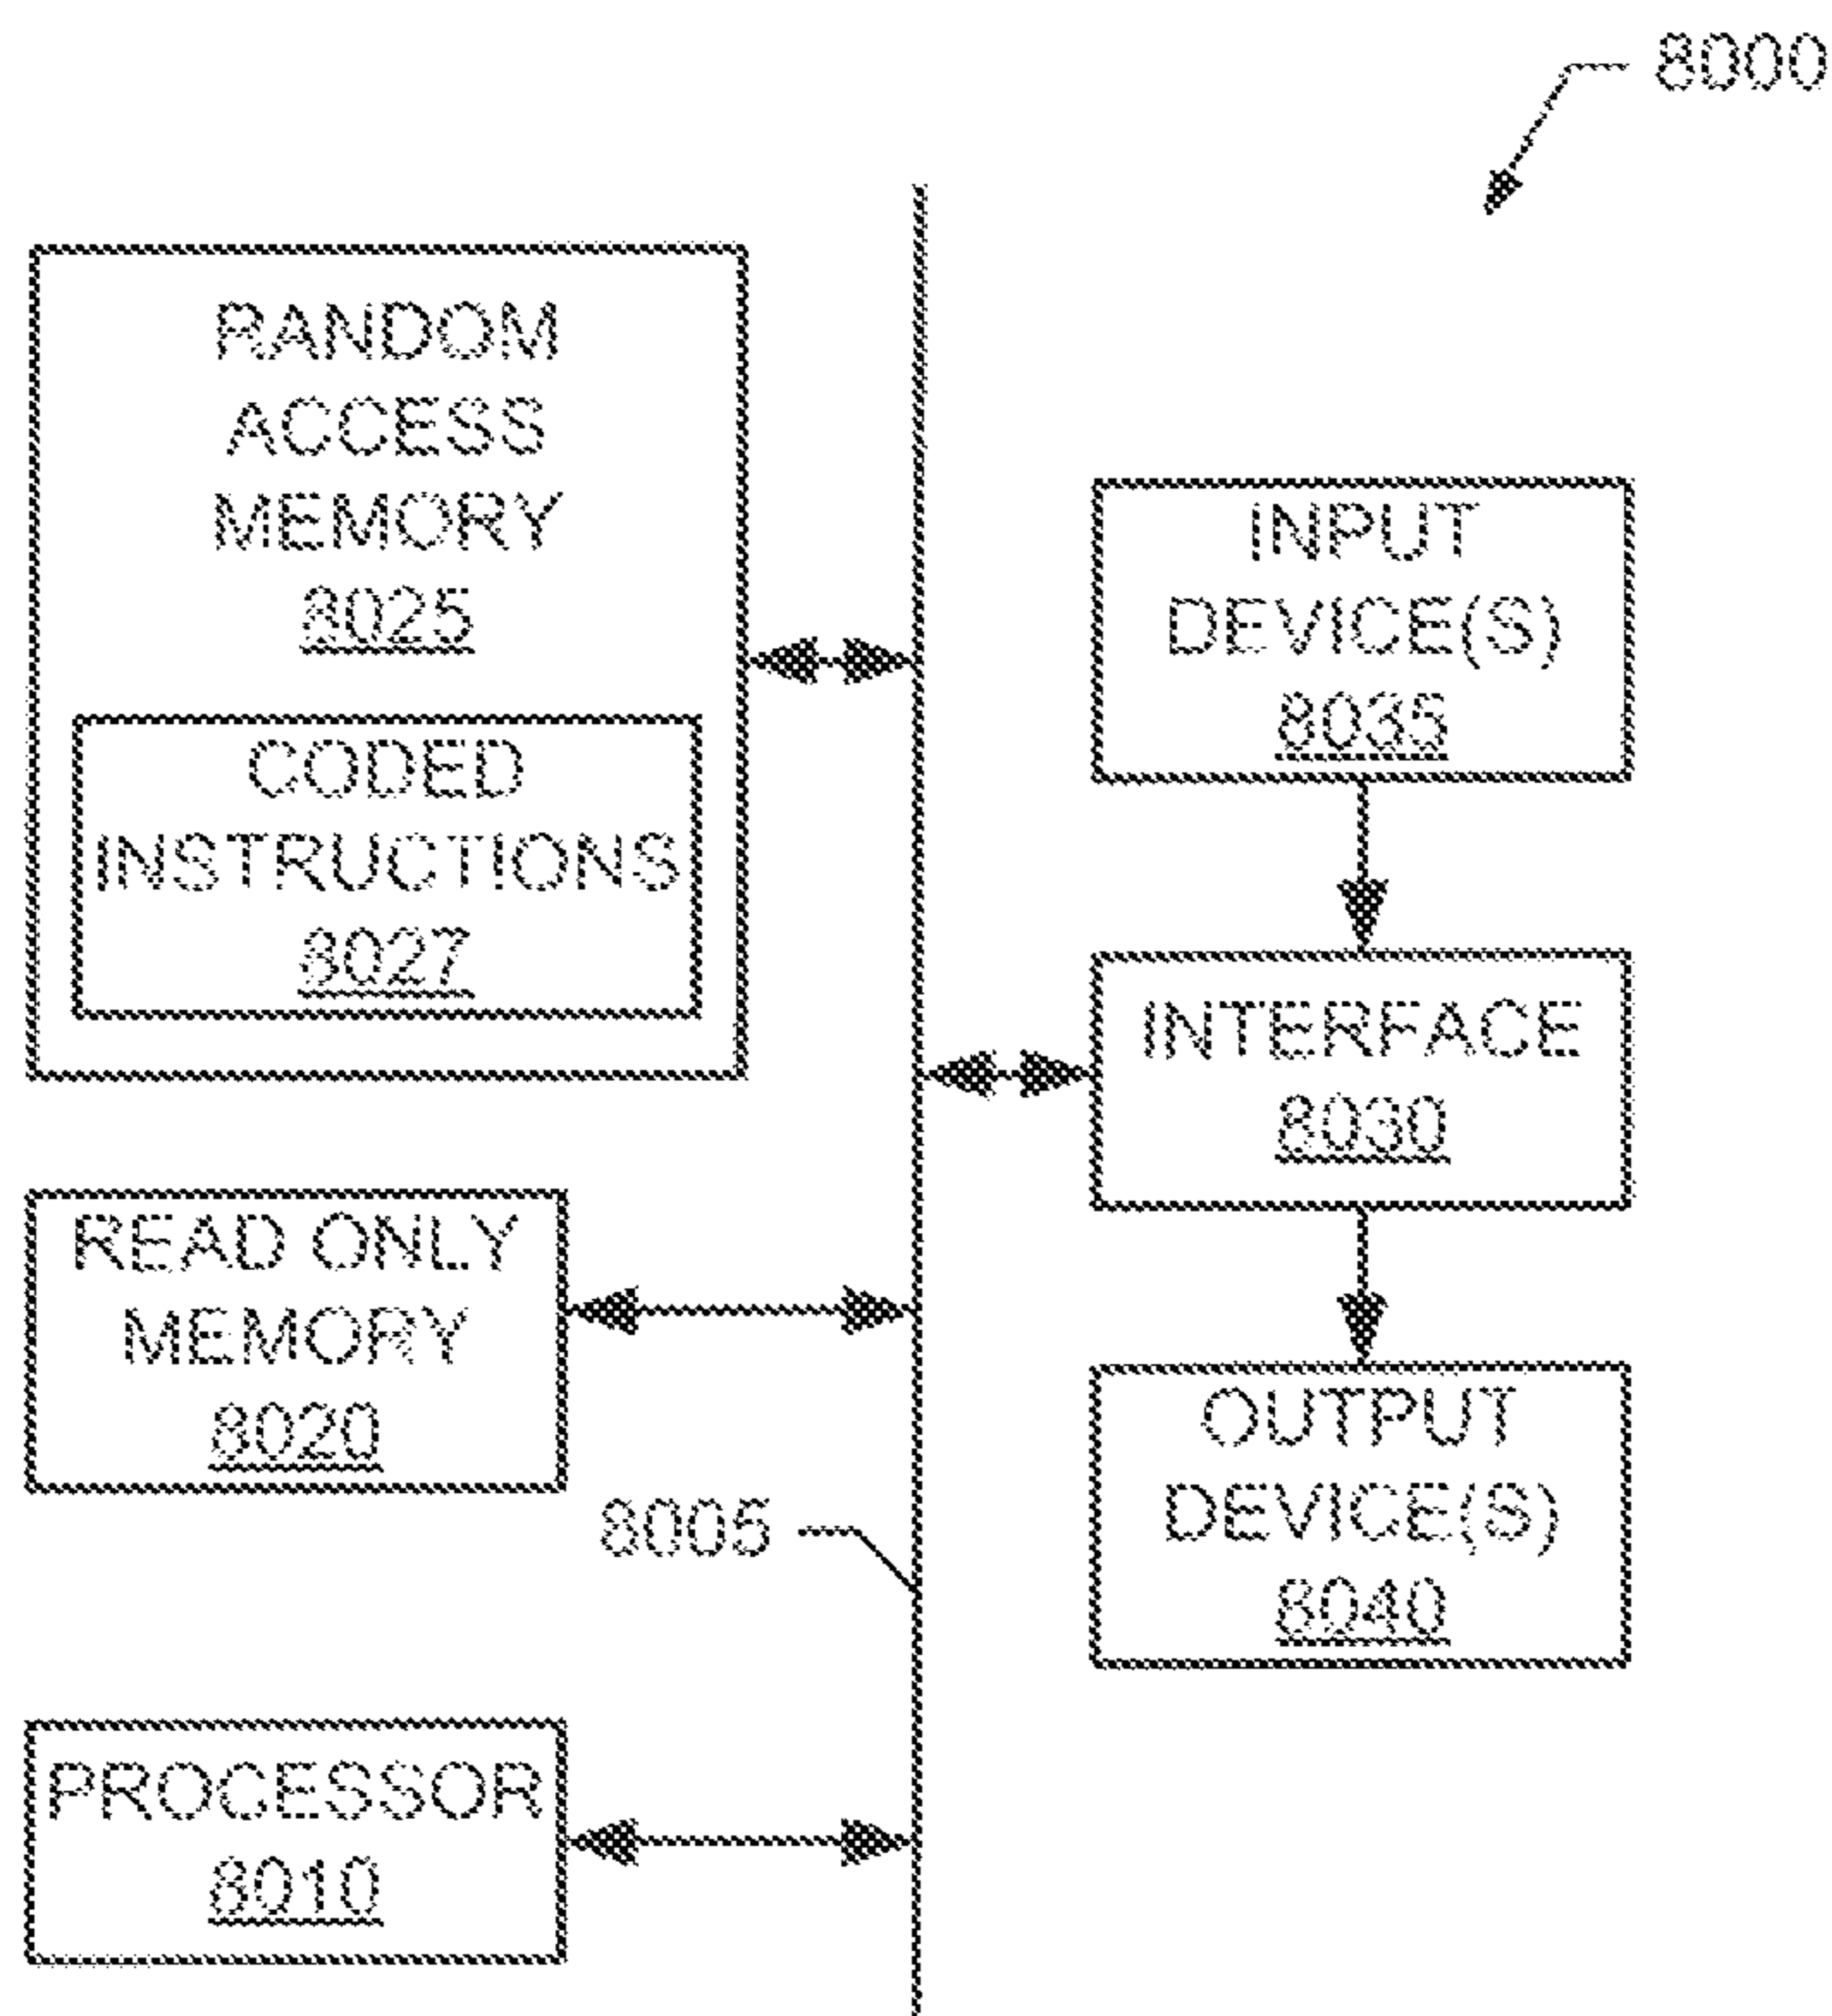 8000
RANDOM
ACCESS
MEMORY
8025
CODED
INSTRUCTIONS
8027
READ ONLY
MEMORY
8020
8005
PROCESSOR
8010
INPUT
DEVICE(S)
8035
INTERFACE
8030
OUTPUT
DEVICE(S)
8040